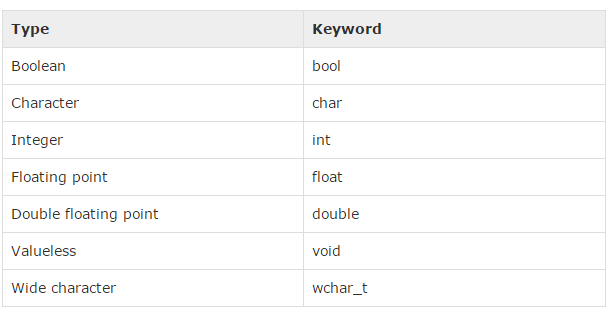 Type Keyword
Boolean bool
Character char
Integer int
Floating point float
Double floating point double
Valueless void
Wide character wchar_t